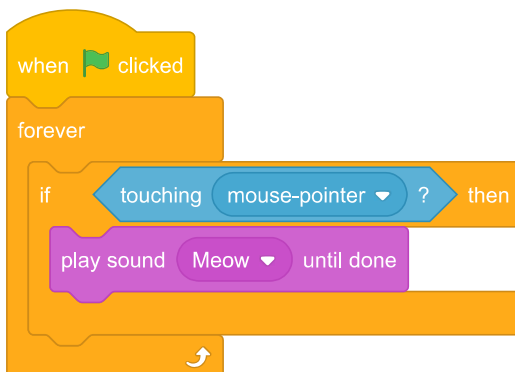 when clicked
forever
if touching mouse-pointer ? then
play sound Meow until done